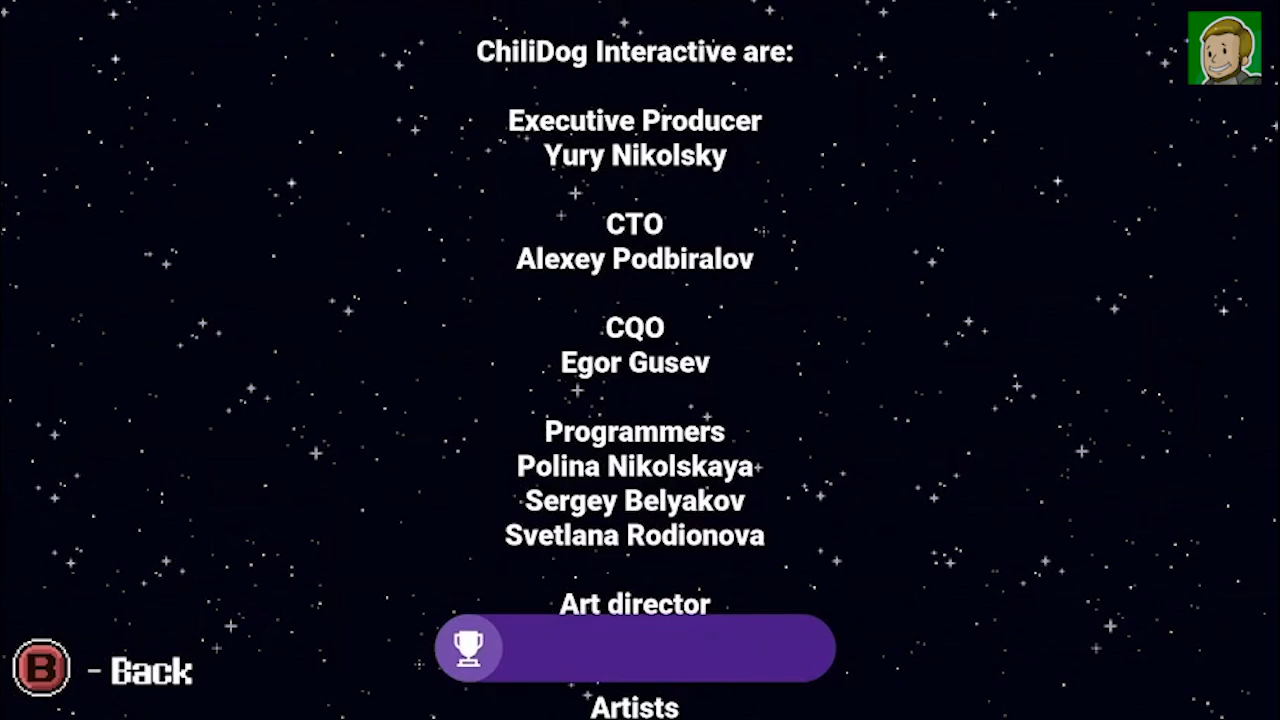 ChiliDog Interactive are:
Executive Producer
Yury Nikolsky
CTO
Alexey Podbiralov
CQO
Egor Gusev
Programmers
Polina Nikolskaya
Sergey Belyakov
Svetlana Rodionova
Art director
B - Back
Artists